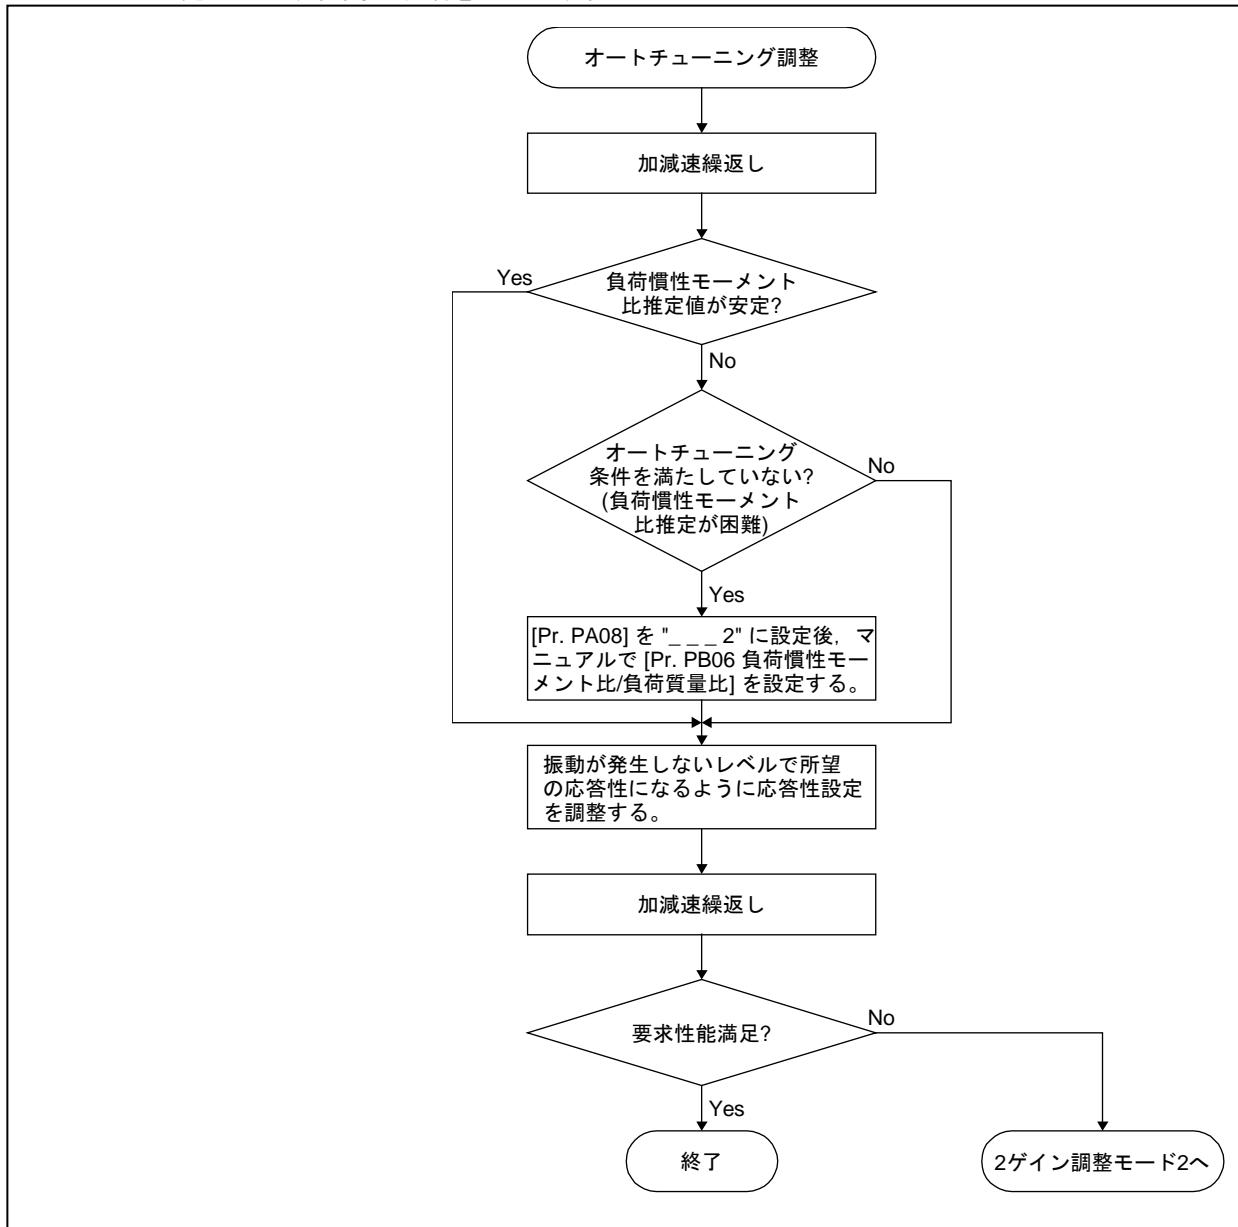 オートチューニング調整
加減速繰返し
Yes
負荷慣性モーメント
比推定値が安定?
No
オートチューニング
条件を満たしていない?
(負荷慣性モーメント
比推定が困難)
No
Yes
[Pr. PA08] を "_ _ _ 2" に設定後，マ
ニュアルで [Pr. PB06 負荷慣性モー
メント比/負荷質量比] を設定する。
振動が発生しないレベルで所望
の応答性になるように応答性設定
を調整する。
加減速繰返し
要求性能満足?
No
Yes
終了
2ゲイン調整モード2へ